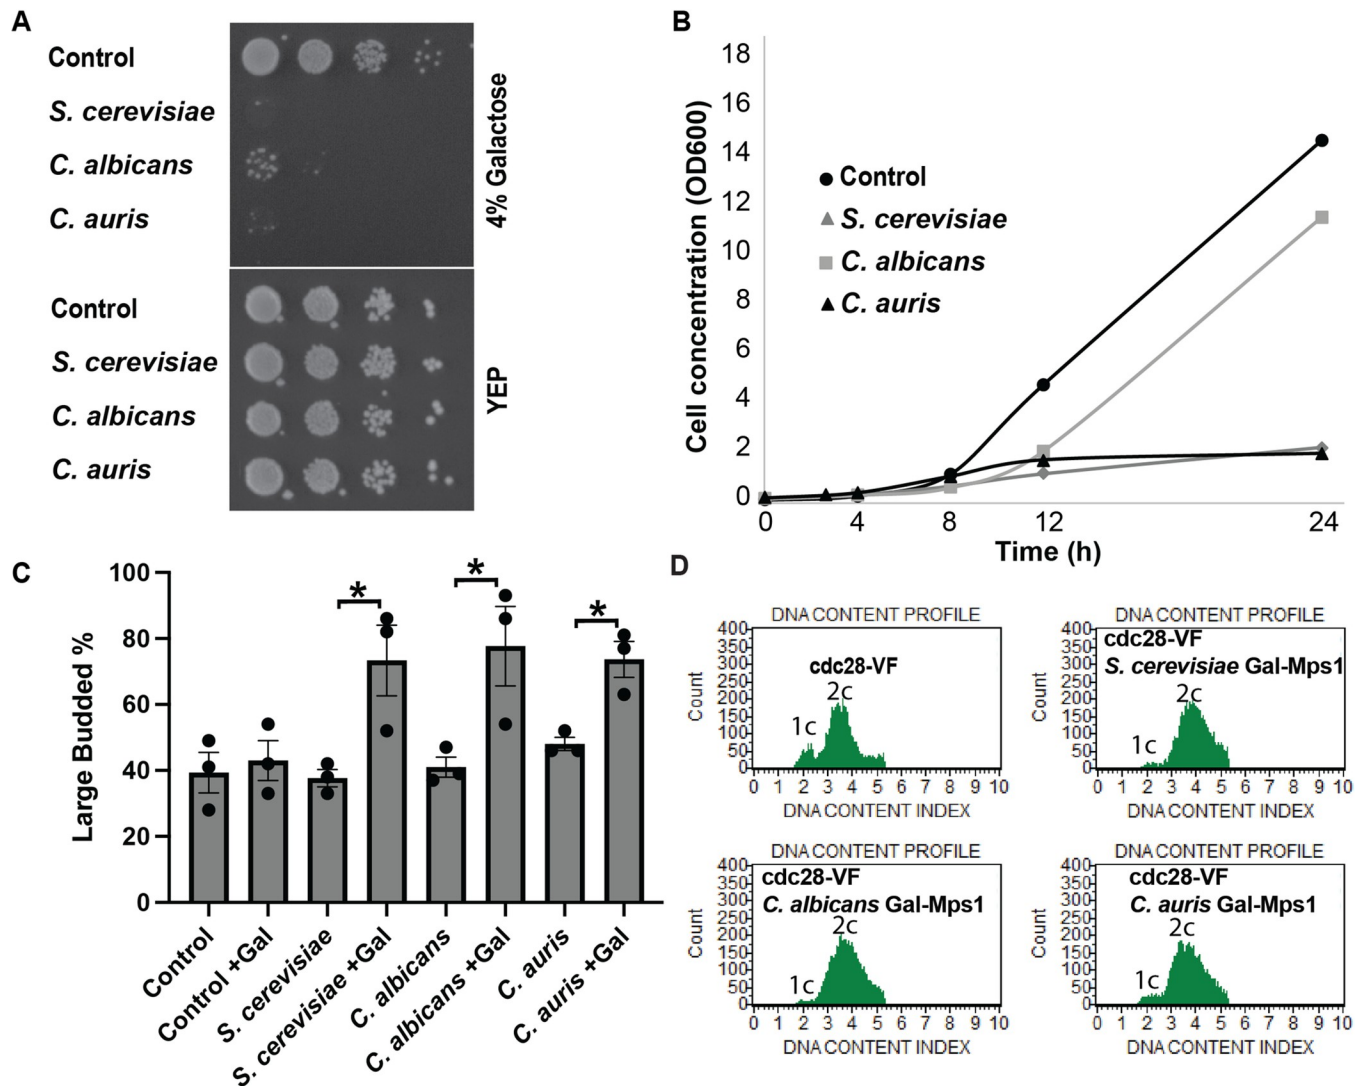 A
Control
S. cerevisiae
C. albicans
C. auris
4% Galactose
Control
S. cerevisiae
C. albicans
C. auris
YEP
B
Cell concentration (OD600)
18
16
14
12
10
8
6
4
2
0
Control
S. cerevisiae
C. albicans
C. auris
0 4 8 12 24
Time (h)
C
Large Budded %
100
80
60
40
20
0
* * *
Control
Control +Gal
S. cerevisiae
S. cerevisiae +Gal
C. albicans
C. albicans +Gal
C. auris
C. auris +Gal
D
DNA CONTENT PROFILE
Count
400
350
300
250
200
150
100
50
0
cdc28-VF
2c
1c
0 1 2 3 4 5 6 7 8 9 10
DNA CONTENT INDEX
DNA CONTENT PROFILE
Count
400
350
300
250
200
150
100
50
0
cdc28-VF
S. cerevisiae Gal-Mps1
2c
1c
0 1 2 3 4 5 6 7 8 9 10
DNA CONTENT INDEX
DNA CONTENT PROFILE
Count
400
350
300
250
200
150
100
50
0
cdc28-VF
C. albicans Gal-Mps1
2c
1c
0 1 2 3 4 5 6 7 8 9 10
DNA CONTENT INDEX
DNA CONTENT PROFILE
Count
400
350
300
250
200
150
100
50
0
cdc28-VF
C. auris Gal-Mps1
2c
1c
0 1 2 3 4 5 6 7 8 9 10
DNA CONTENT INDEX